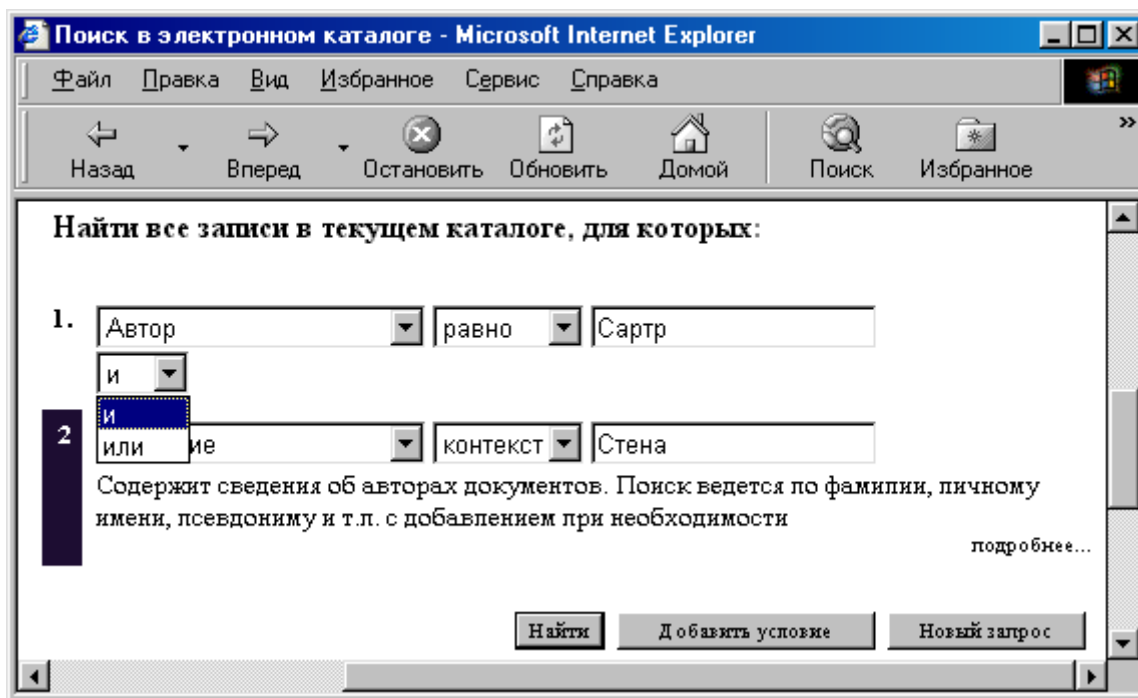 Поиск в электронном каталоге - Microsoft Internet Explorer
Файл Правка Вид Избранное Сервис Справка
Назад Вперед Остановить Обновить Домой Поиск Избранное »
Найти все записи в текущем каталоге, для которых:
1. Автор равно Сартр
и
и
2 ие контекст Стена
или
Содержит сведения об авторах документов. Поиск ведется по фамилии, личному
имени, псевдониму и т.п. с добавлением при необходимости
подробнее...
Найти Добавить условие Новый запрос